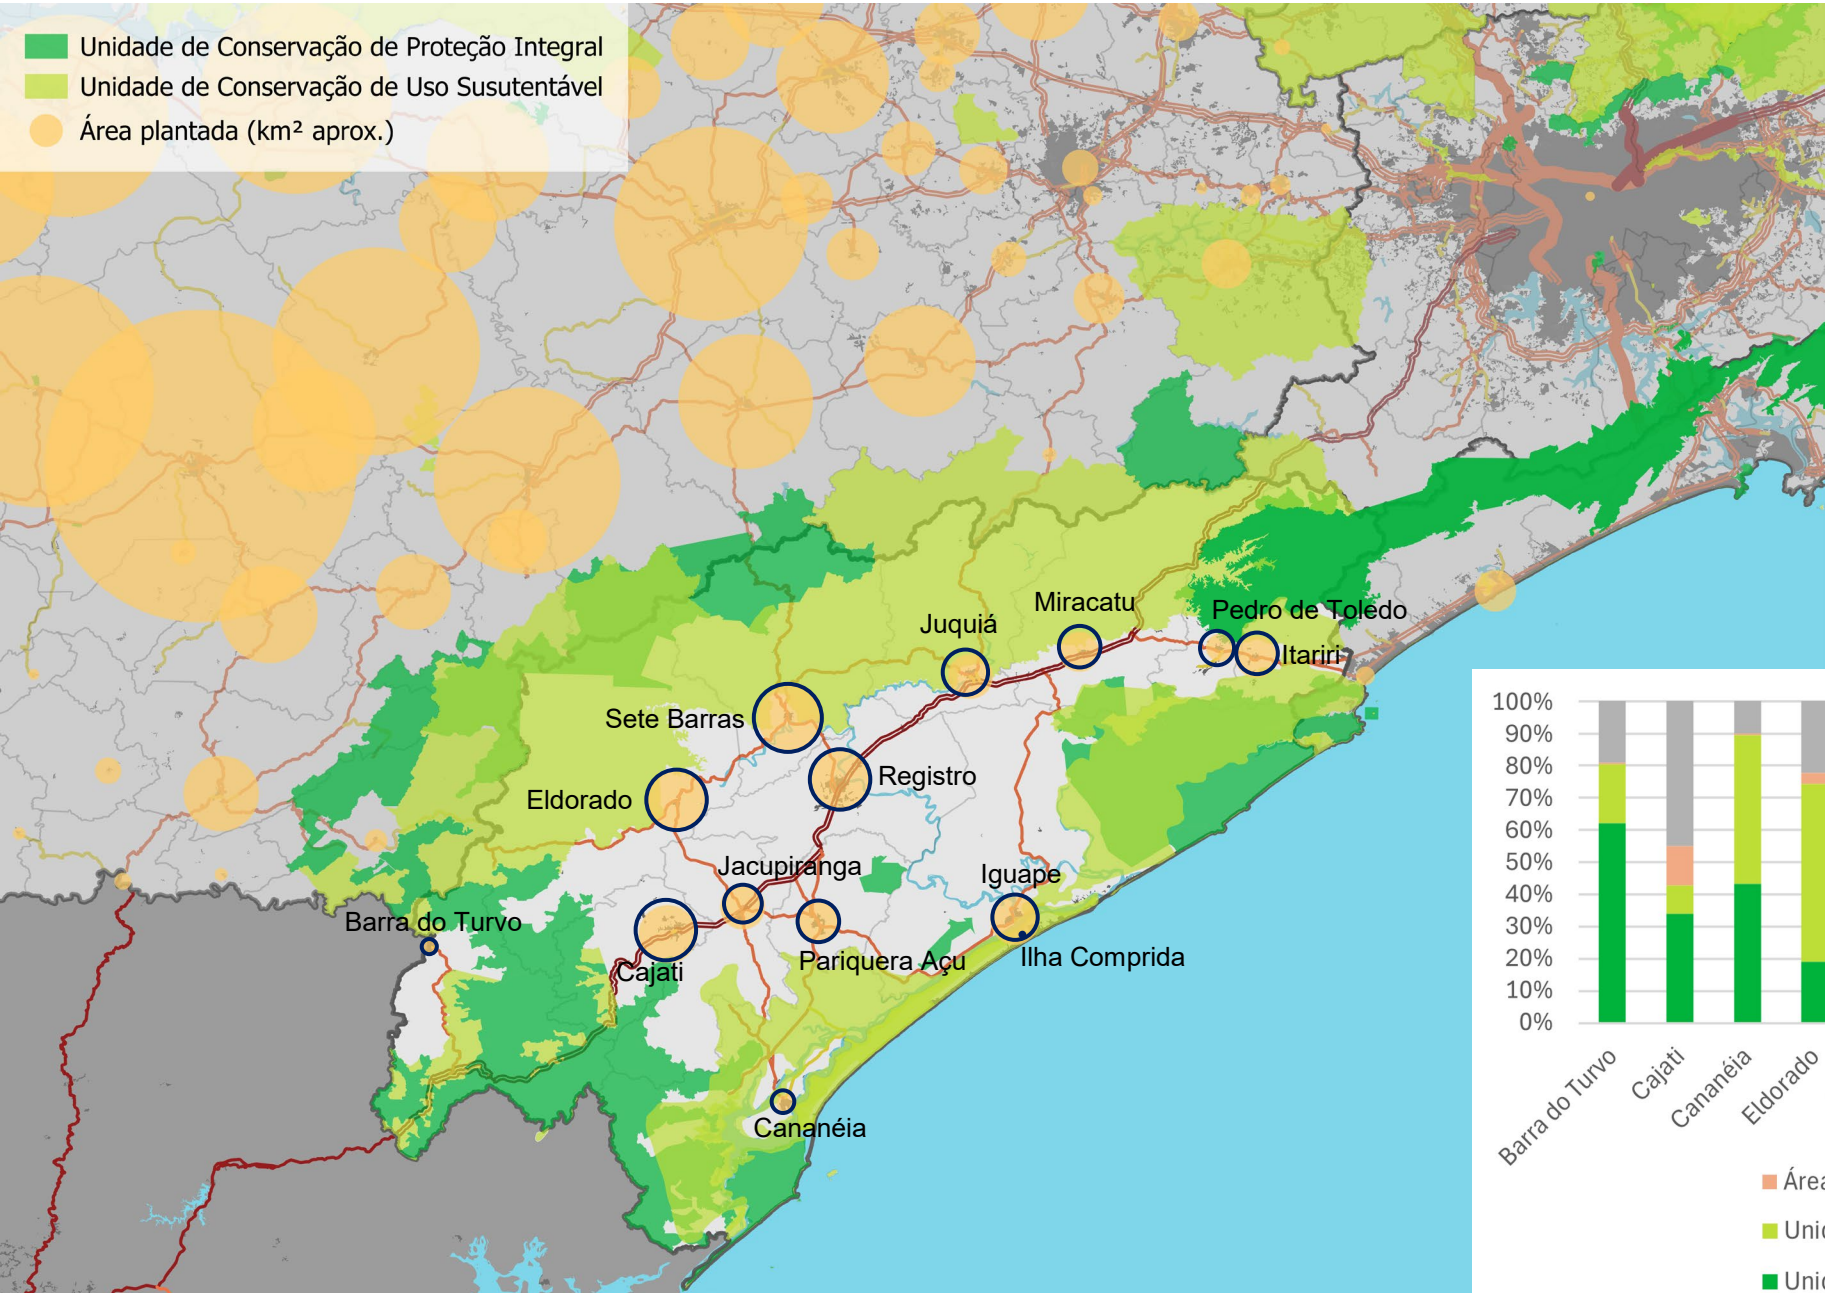 Unidade de Conservação de Proteção Integral
Unidade de Conservação de Uso Susutentável
Área plantada (km² aprox.)
Miracatu
Pedro de Toledo
Juquiá
Itariri
Sete Barras
Registro
Eldorado
Jacupiranga
Iguape
Barra do Turvo
Pariquera Açu
Ilha Comprida
Cajati
Cananéia
100%
90%
80%
70%
60%
50%
40%
30%
20%
10%
0%
Barra do Turvo
Cajati
Cananéia
Eldorado